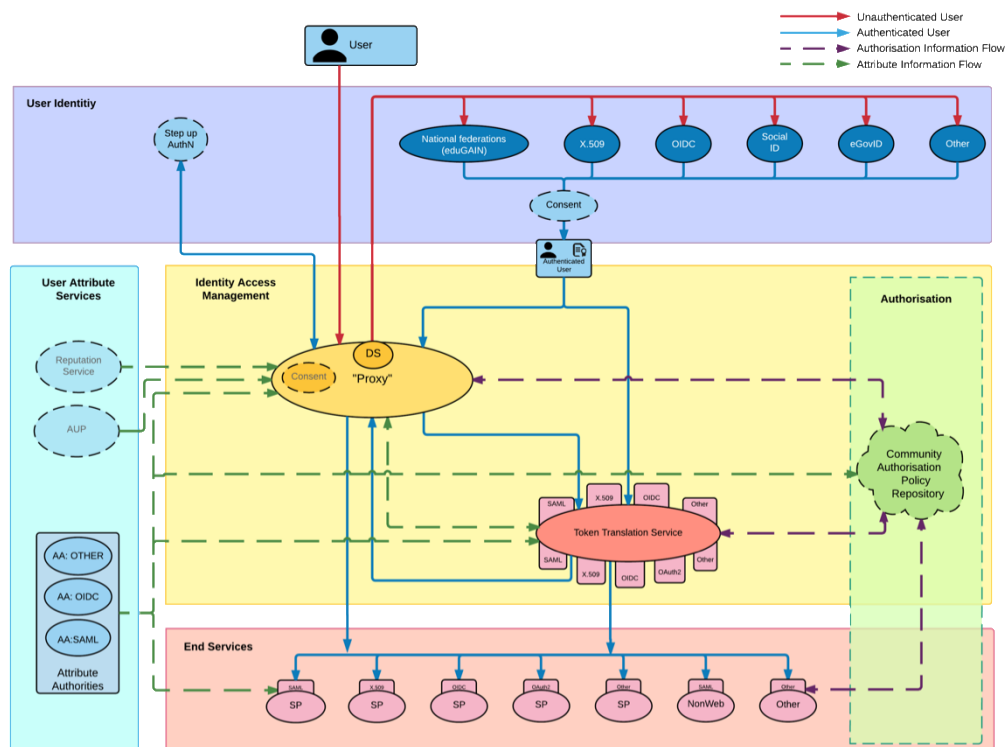 Unauthenticated User
Authenticated User
Authorisation Information Flow
Attribute Information Flow
User
User Identitiy
Step up
AuthN
National federations
(eduGAIN)
X.509
OIDC
Social
ID
eGovID
Other
Consent
Authenticated
User
User Attribute
Services
Identity Access
Management
Authorisation
Reputation
Service
DS
Consent
"Proxy"
AUP
Community
Authorisation
Policy
Repository
SAML
X.509
OIDC
Other
Token Translation Service
SAML
X.509
OIDC
OAuth2
Other
AA: OTHER
AA: OIDC
AA:SAML
Attribute
Authorities
End Services
SAML
SP
X.509
SP
OIDC
SP
OAuth2
SP
Other
SP
SAML
NonWeb
Other
Other